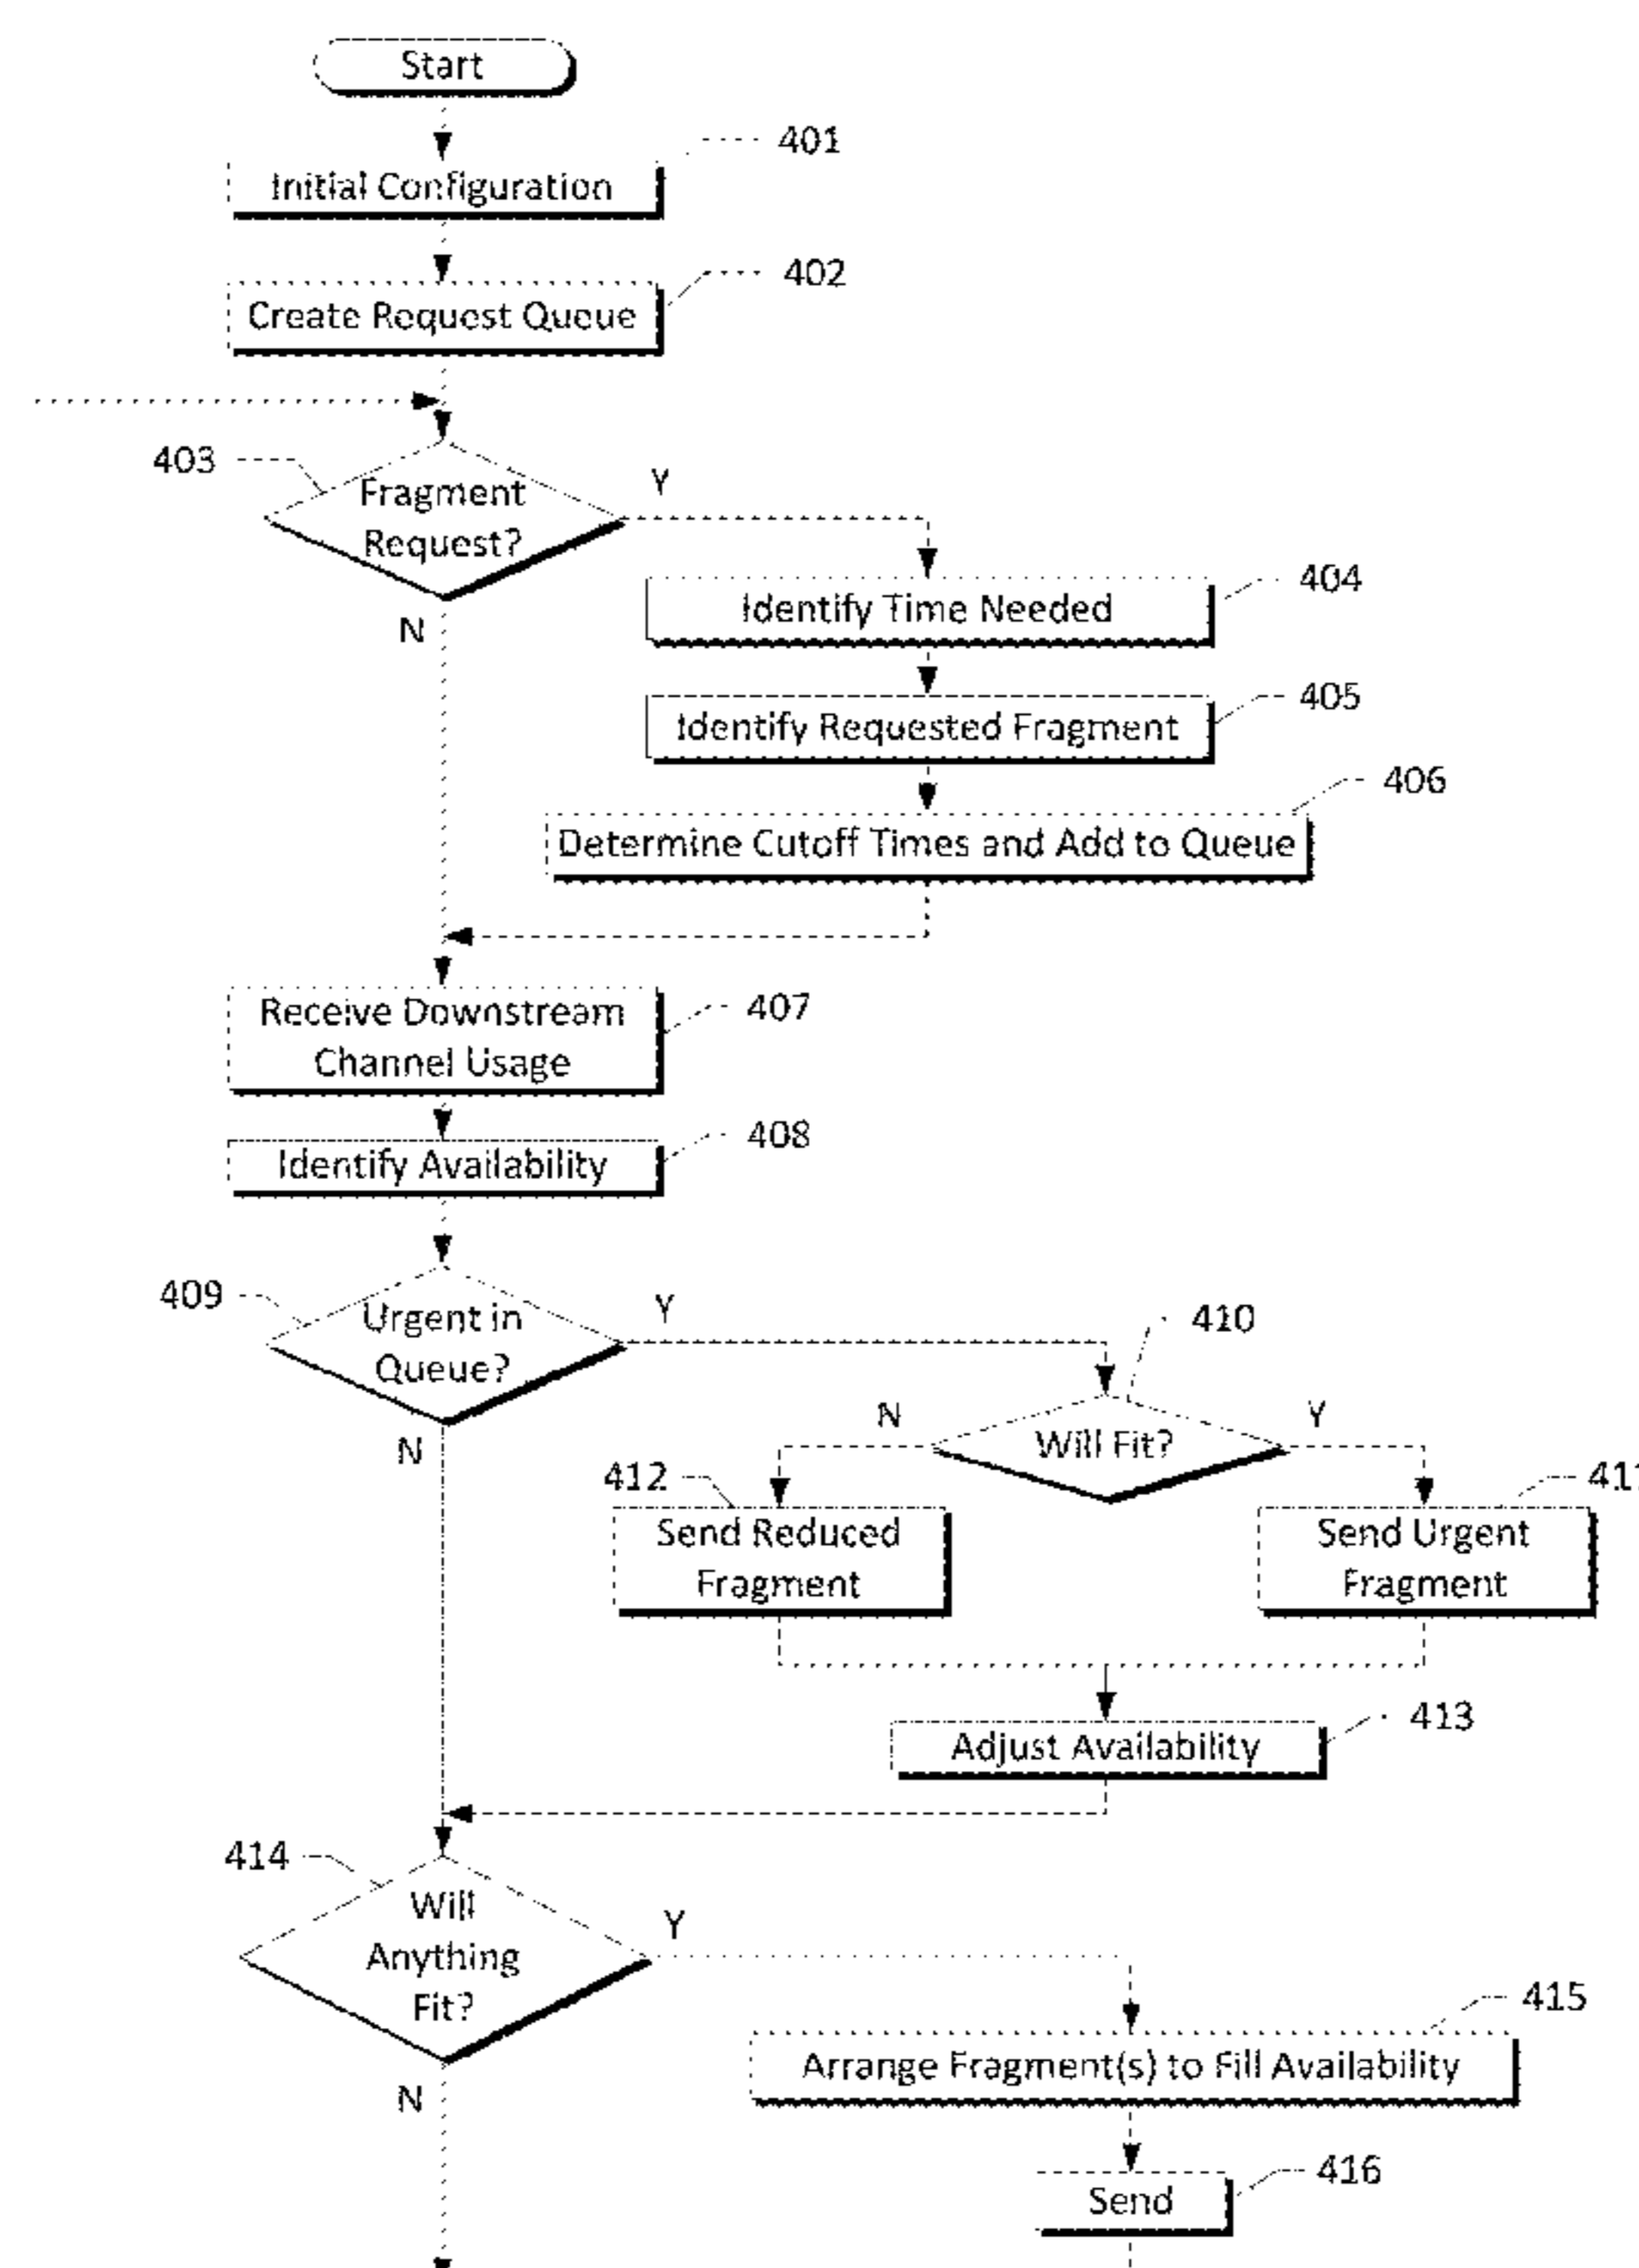 Start
401
Initial Configuration
402
Create Request Queue
403
Fragment
Request?
Y
N
404
Identify Time Needed
405
Identify Requested Fragment
406
Determine Cutoff Times and Add to Queue
Receive Downstream
Channel Usage
407
408
Identify Availability
409
Urgent in
Queue?
Y
N
410
Will Fit?
N
Y
412
Send Reduced
Fragment
411
Send Urgent
Fragment
413
Adjust Availability
414
Will
Anything
Fit?
Y
N
415
Arrange Fragment(s) to Fill Availability
416
Send